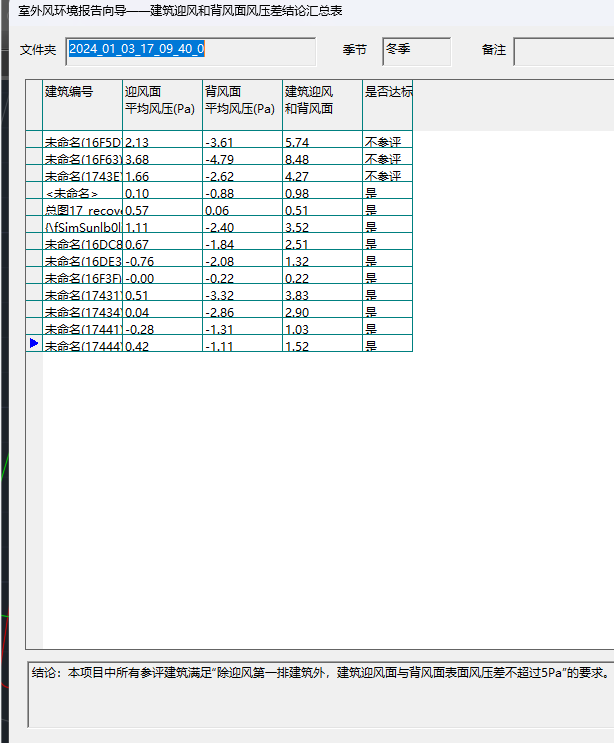 室外风环境报告向导——建筑迎风和背风面风压差结论汇总表
文件夹 2024_01_03_17_09_40_0 季节 冬季 备注
建筑编号 迎风面 平均风压(Pa) 背风面 平均风压(Pa) 建筑迎风 和背风面 是否达标
未命名(16F5D 2.13 -3.61 5.74 不参评
未命名(16F63) 3.68 -4.79 8.48 不参评
未命名(1743E) 1.66 -2.62 4.27 不参评
<未命名> 0.10 -0.88 0.98 是
总图17_recove 0.57 0.06 0.51 是
{\fSimSunlb0l 1.11 -2.40 3.52 是
未命名(16DC8 0.67 -1.84 2.51 是
未命名(16DE3 -0.76 -2.08 1.32 是
未命名(16F3F) -0.00 -0.22 0.22 是
未命名(17431) 0.51 -3.32 3.83 是
未命名(17434) 0.04 -2.86 2.90 是
未命名(17441) -0.28 -1.31 1.03 是
未命名(17444) 0.42 -1.11 1.52 是
结论：本项目中所有参评建筑满足“除迎风第一排建筑外，建筑迎风面与背风面表面风压差不超过5Pa”的要求。